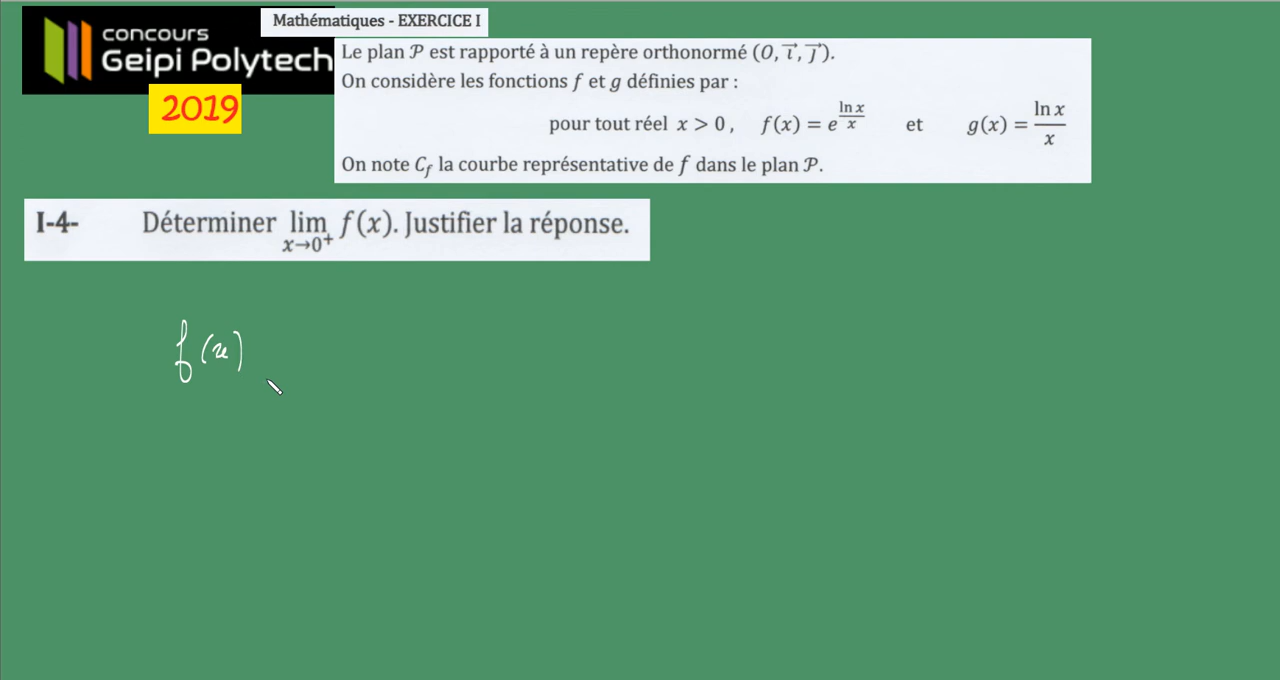 concours
Geipi Polytech
Mathématiques - EXERCICE I
2019
Le plan 𝒫 est rapporté à un repère orthonormé (O, i⃗, j⃗).
On considère les fonctions f et g définies par :
pour tout réel x > 0 , f(x) = e^(ln x / x) et g(x) = ln x / x
On note C_f la courbe représentative de f dans le plan 𝒫.
I-4- Déterminer lim_{x→0⁺} f(x). Justifier la réponse.
f(x)